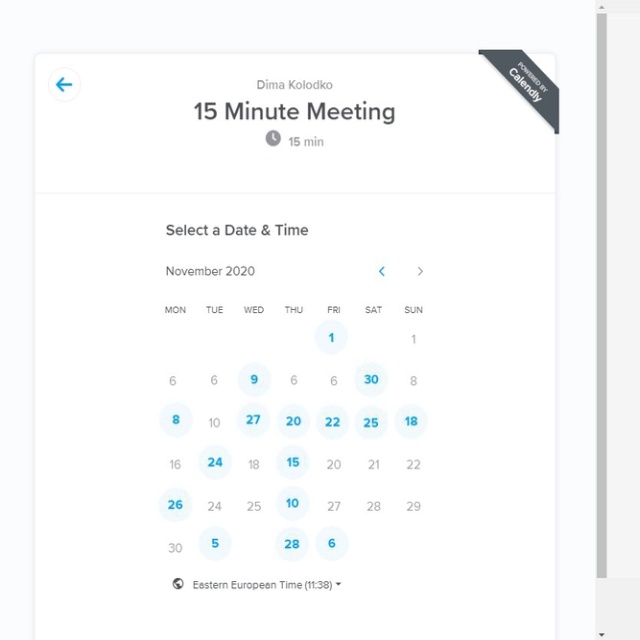 POWERED BY
Calendly
Dima Kolodko
15 Minute Meeting
15 min
Select a Date & Time
November 2020
MON TUE WED THU FRI SAT SUN
1 1
6 6 9 6 6 30 8
8 10 27 20 22 25 18
16 24 18 15 20 21 22
26 24 25 10 27 28 29
30 5 28 6
Eastern European Time (11:38)